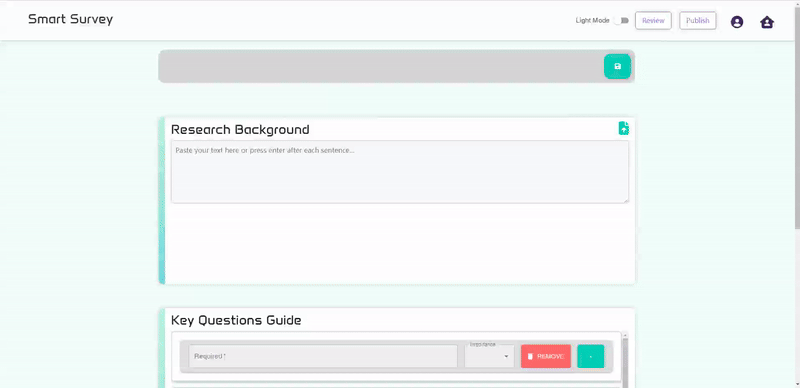 Smart Survey
Light Mode
Review
Publish
Research Background
Paste your text here or press enter after each sentence...
Key Questions Guide
Importance
Required *
REMOVE
+